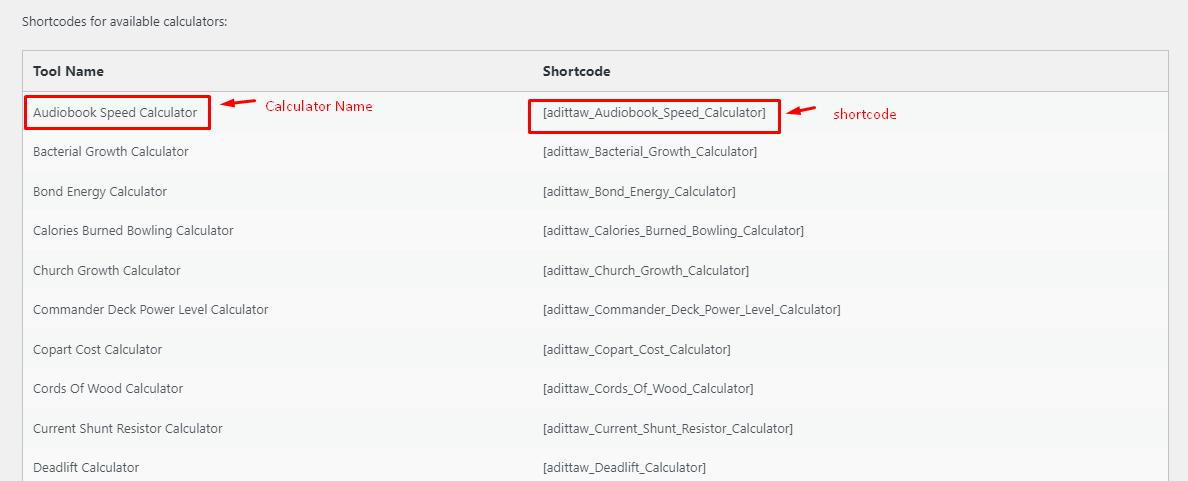 Shortcodes for available calculators:
Tool Name Shortcode
Audiobook Speed Calculator Calculator Name [adittaw_Audiobook_Speed_Calculator] shortcode
Bacterial Growth Calculator [adittaw_Bacterial_Growth_Calculator]
Bond Energy Calculator [adittaw_Bond_Energy_Calculator]
Calories Burned Bowling Calculator [adittaw_Calories_Burned_Bowling_Calculator]
Church Growth Calculator [adittaw_Church_Growth_Calculator]
Commander Deck Power Level Calculator [adittaw_Commander_Deck_Power_Level_Calculator]
Copart Cost Calculator [adittaw_Copart_Cost_Calculator]
Cords Of Wood Calculator [adittaw_Cords_Of_Wood_Calculator]
Current Shunt Resistor Calculator [adittaw_Current_Shunt_Resistor_Calculator]
Deadlift Calculator [adittaw_Deadlift_Calculator]